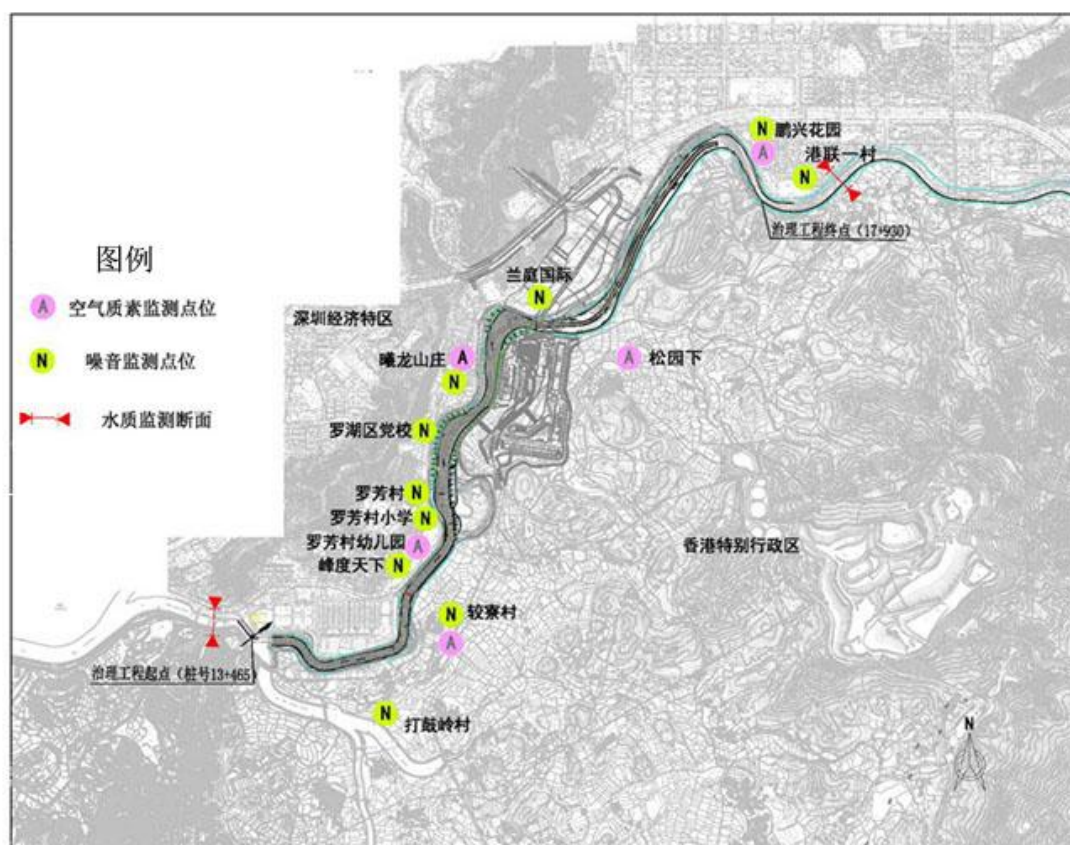 N
鹏兴花园
A
港联一村
N
治理工程终点（17+930）
图例
兰庭国际
N
A
空气质素监测点位
深圳经济特区
N
噪音监测点位
曦龙山庄
A
N
A
松园下
水质监测断面
罗湖区党校
N
罗芳村
N
罗芳村小学
N
罗芳村幼儿园
A
香港特别行政区
峰度天下
N
N
较寮村
A
治理工程起点（桩号13+465）
N
打鼓岭村
N